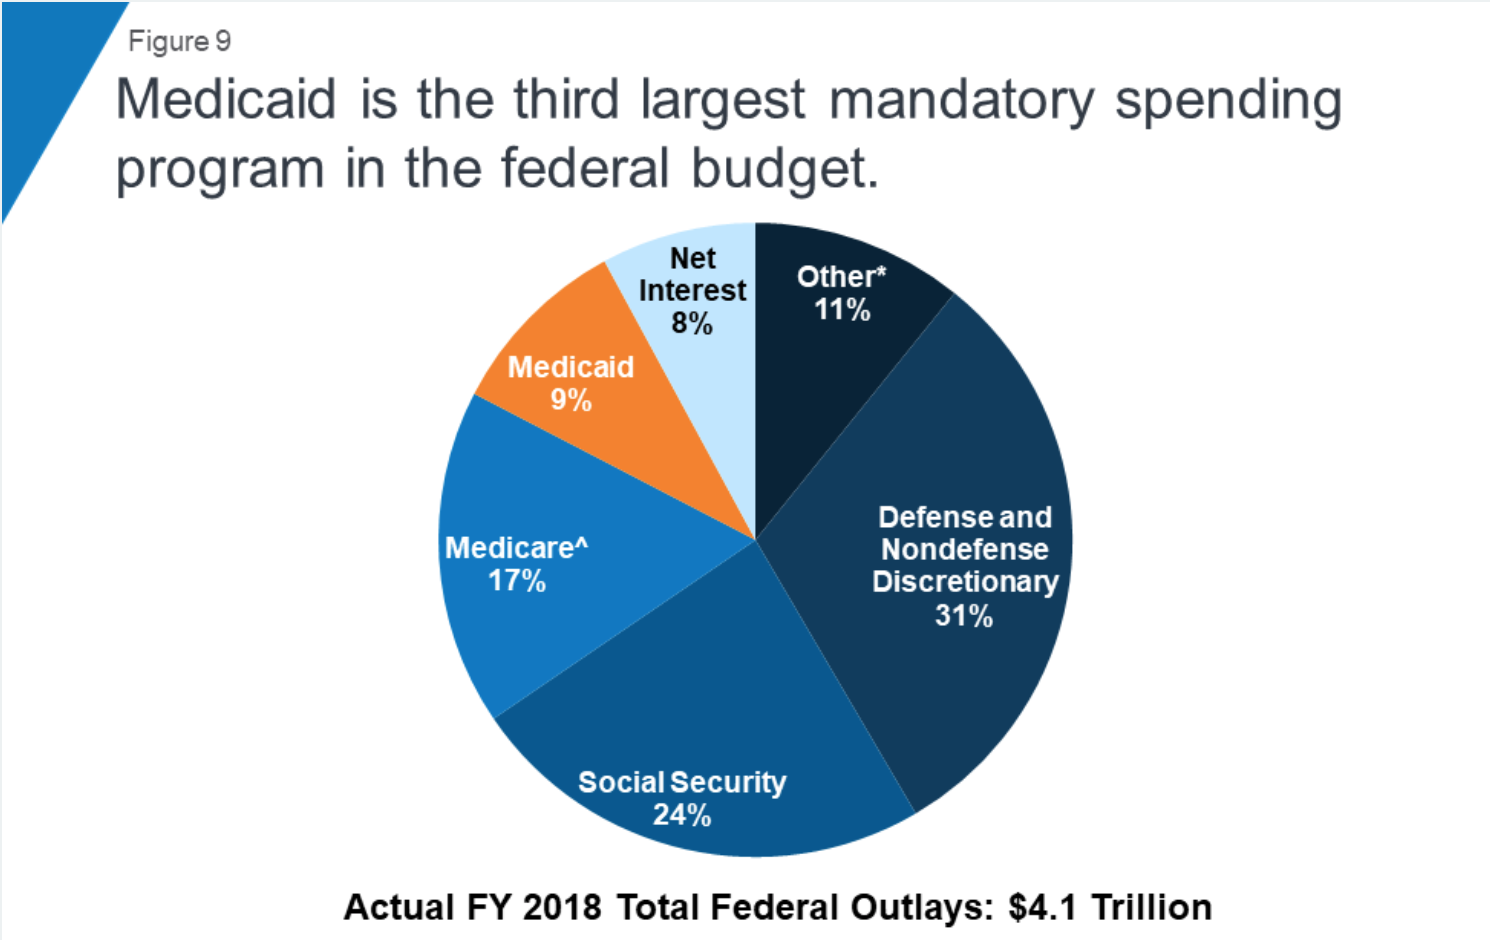 Figure 9
Medicaid is the third largest mandatory spending
program in the federal budget.
Net
Interest
8%
Other*
11%
Medicaid
9%
Defense and
Nondefense
Discretionary
31%
Medicare^
17%
Social Security
24%
Actual FY 2018 Total Federal Outlays: $4.1 Trillion